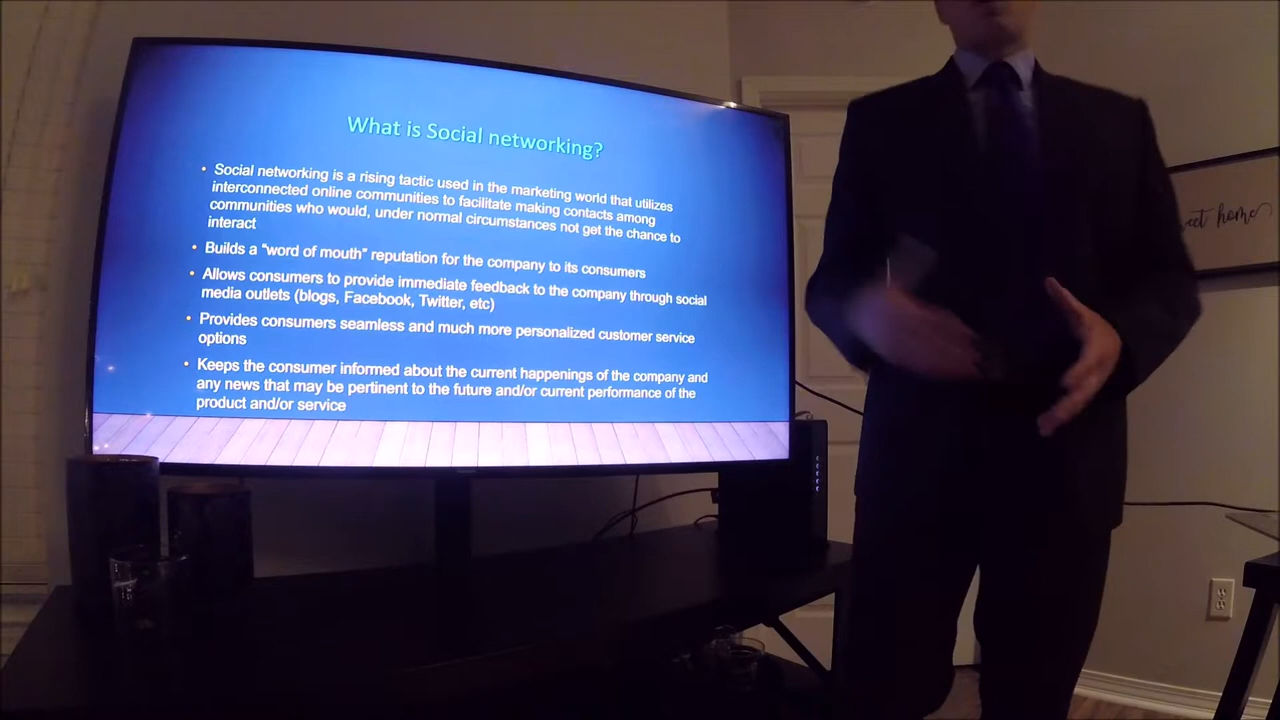 What is Social networking?
• Social networking is a rising tactic used in the marketing world that utilizes
interconnected online communities to facilitate making contacts among
communities who would, under normal circumstances not get the chance to
interact
• Builds a “word of mouth” reputation for the company to its consumers
• Allows consumers to provide immediate feedback to the company through social
media outlets (blogs, Facebook, Twitter, etc)
• Provides consumers seamless and much more personalized customer service
options
• Keeps the consumer informed about the current happenings of the company and
any news that may be pertinent to the future and/or current performance of the
product and/or service
home